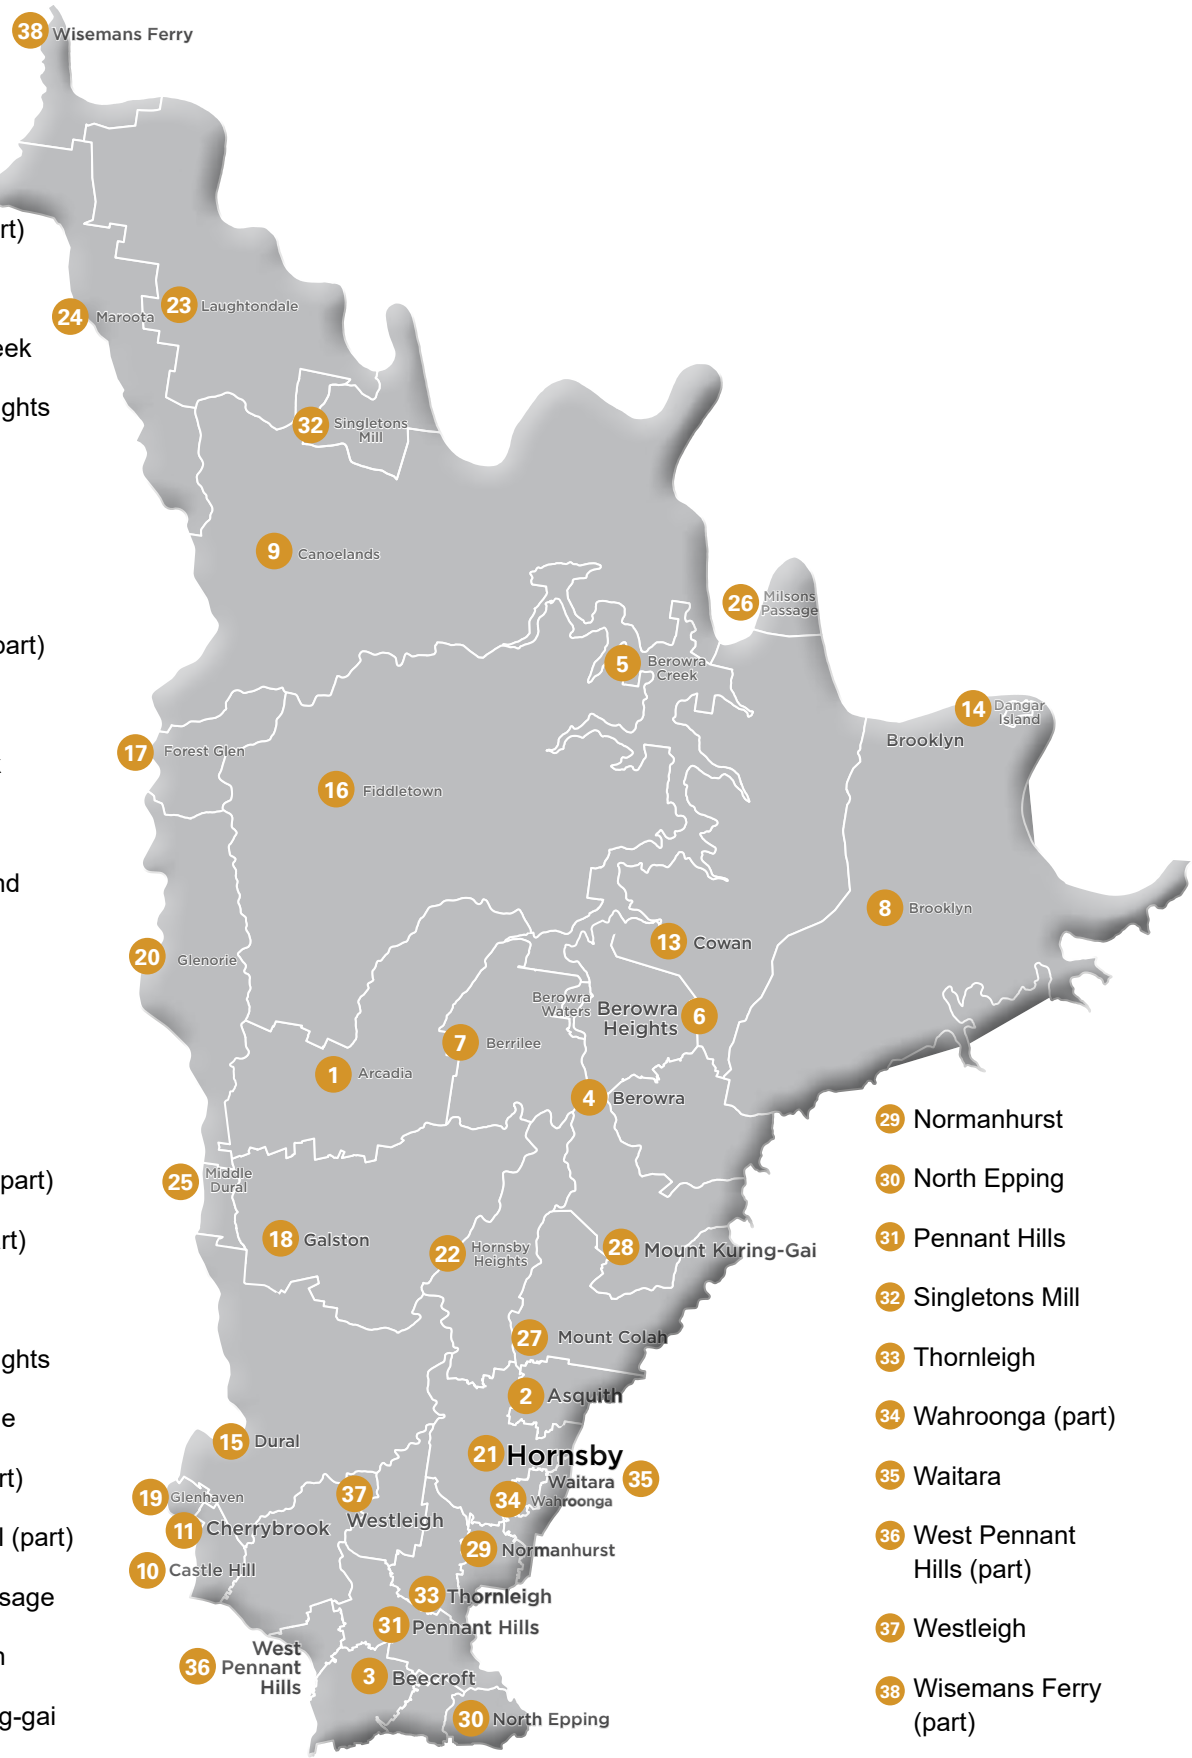 38 Wisemans Ferry
rt)
23 Laughtondale
24 Maroota
eek
ghts
32 Singletons
Mill
9 Canoelands
26 Milsons
Passage
part)
5 Berowra
Creek
14 Dangar
Island
Brooklyn
17 Forest Glen
16 Fiddletown
nd
8 Brooklyn
13 Cowan
20 Glenorie
Berowra
Waters
Berowra
Heights
6
7 Berrilee
1 Arcadia
4 Berowra
25 Middle
Dural
part)
18 Galston
rt)
22 Hornsby
Heights
28 Mount Kuring-Gai
27 Mount Colah
ghts
2 Asquith
e
15 Dural
21 Hornsby
rt)
Waitara 35
19 Glenhaven
37 Westleigh
34 Wahroonga
11 Cherrybrook
l (part)
29 Normanhurst
10 Castle Hill
sage
33 Thornleigh
31 Pennant Hills
n
36 West
Pennant
Hills
3 Beecroft
g-gai
30 North Epping
29 Normanhurst
30 North Epping
31 Pennant Hills
32 Singletons Mill
33 Thornleigh
34 Wahroonga (part)
35 Waitara
36 West Pennant
Hills (part)
37 Westleigh
38 Wisemans Ferry
(part)